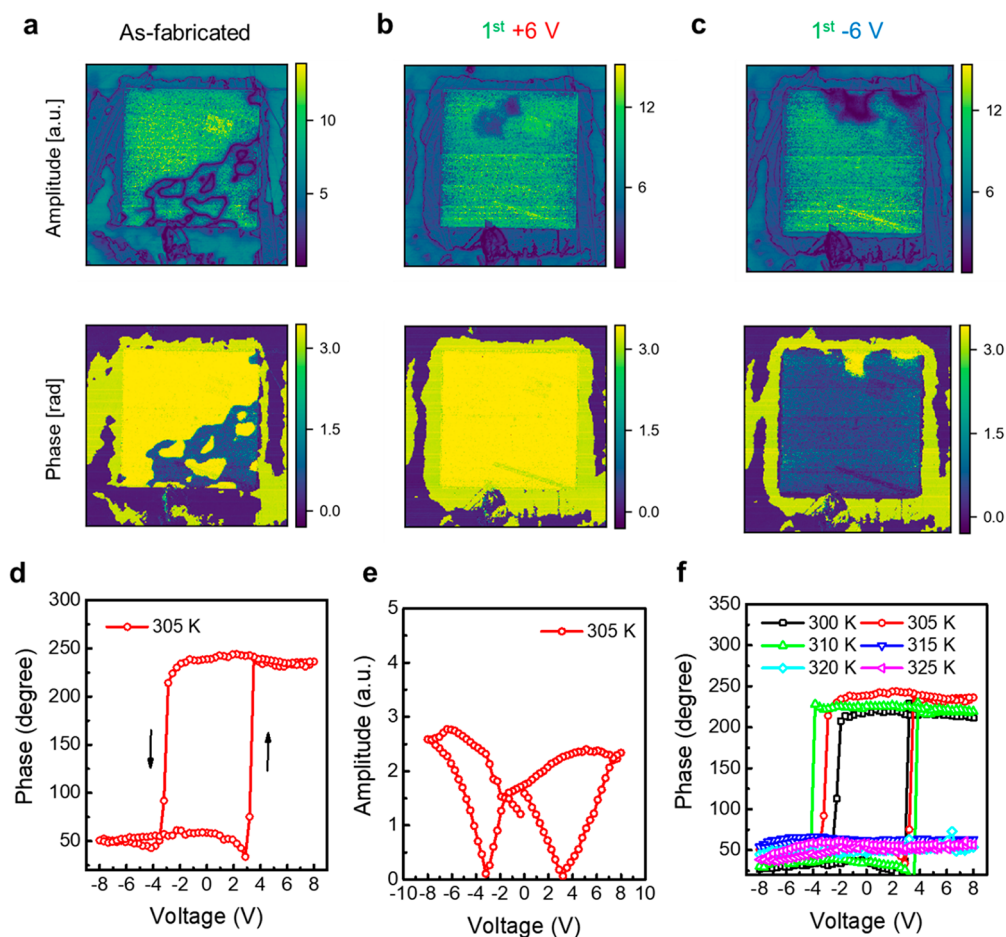 a b c
As-fabricated 1st +6 V 1st -6 V
Amplitude [a.u.]
10
5
12
6
12
6
Phase [rad]
3.0
1.5
0.0
3.0
1.5
0.0
3.0
1.5
0.0
d
300
250
200
150
100
50
Phase (degree)
305 K
-8 -6 -4 -2 0 2 4 6 8
Voltage (V)
e
5
4
3
2
1
0
Amplitude (a.u.)
305 K
-10 -8 -6 -4 -2 0 2 4 6 8 10
Voltage (V)
f
350
300
250
200
150
100
50
Phase (degree)
300 K 305 K
310 K 315 K
320 K 325 K
-8 -6 -4 -2 0 2 4 6 8
Voltage (V)